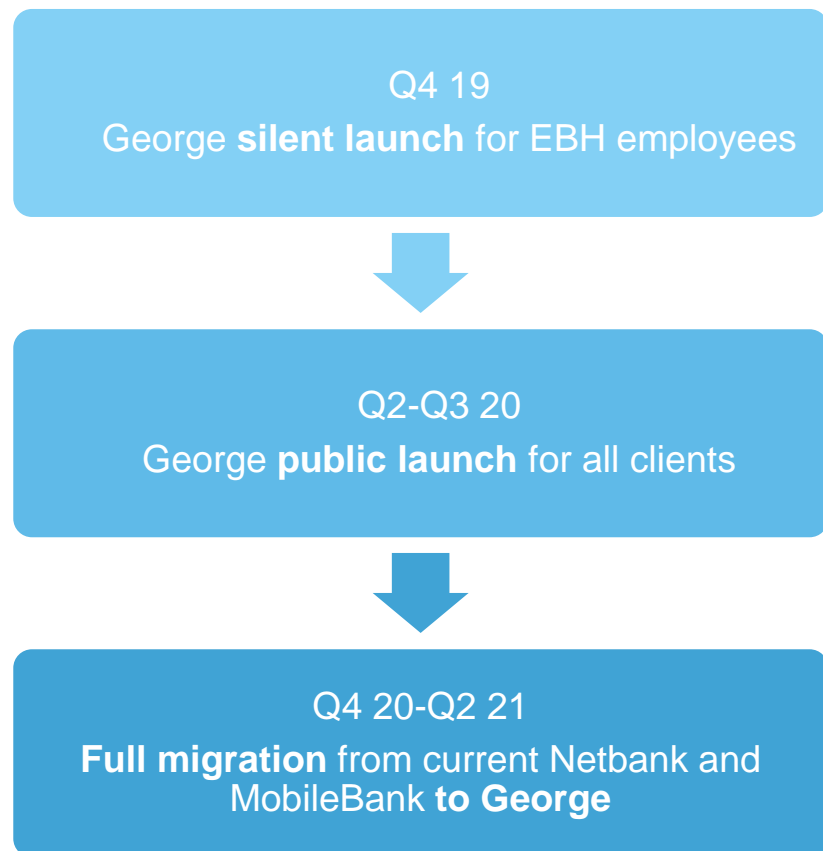 Q4 19
George silent launch for EBH employees
Q2-Q3 20
George public launch for all clients
Q4 20-Q2 21
Full migration from current Netbank and
MobileBank to George